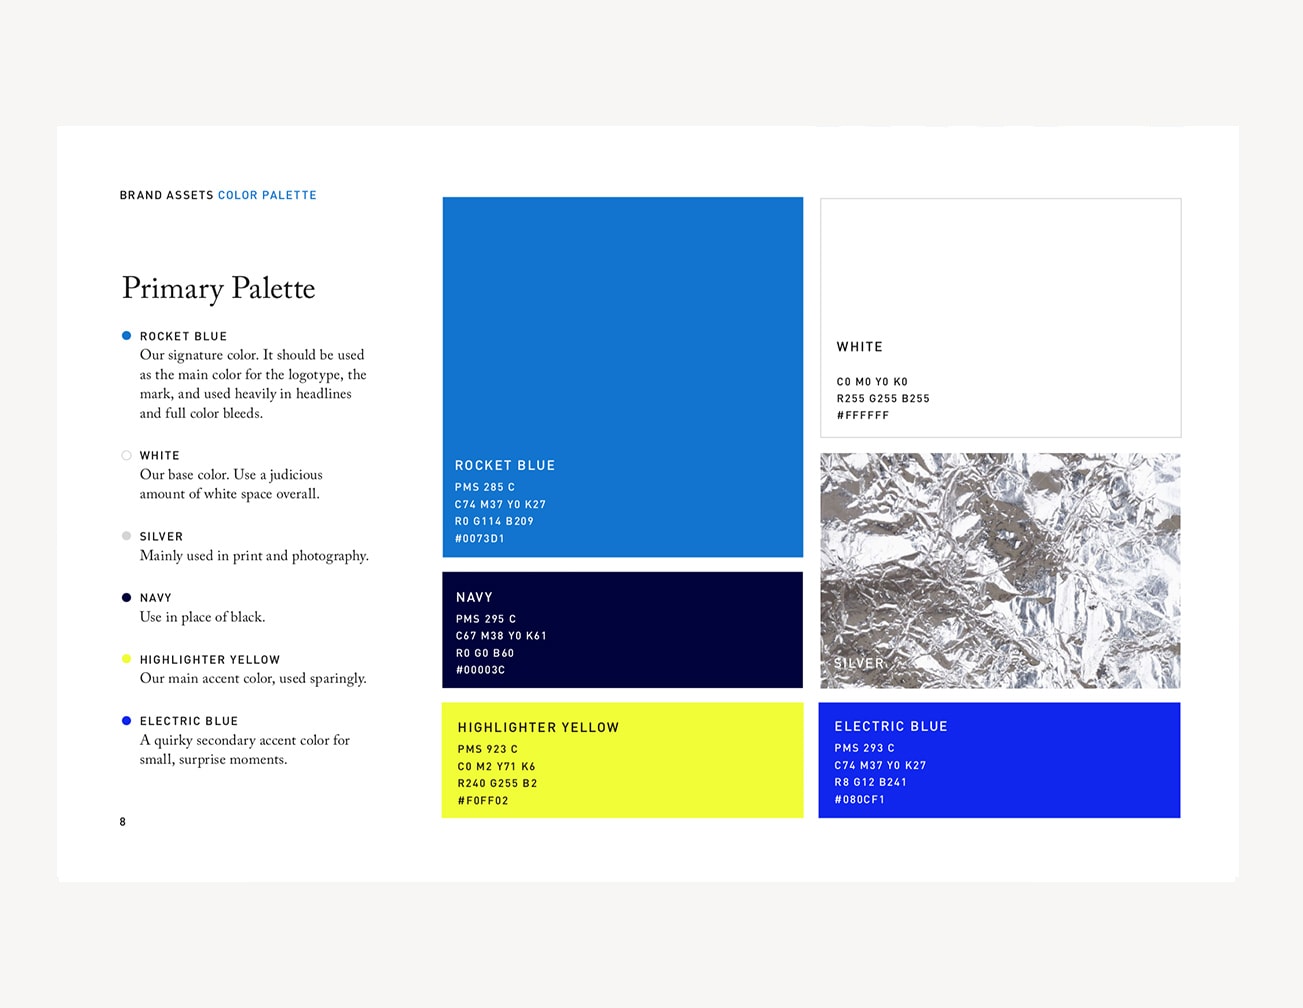 BRAND ASSETS COLOR PALETTE
Primary Palette
ROCKET BLUE
Our signature color. It should be used
as the main color for the logotype, the
mark, and used heavily in headlines
and full color bleeds.
WHITE
Our base color. Use a judicious
amount of white space overall.
SILVER
Mainly used in print and photography.
NAVY
Use in place of black.
HIGHLIGHTER YELLOW
Our main accent color, used sparingly.
ELECTRIC BLUE
A quirky secondary accent color for
small, surprise moments.
8
ROCKET BLUE
PMS 285 C
C74 M37 Y0 K27
R0 G114 B209
#0073D1
WHITE
C0 M0 Y0 K0
R255 G255 B255
#FFFFFF
NAVY
PMS 295 C
C67 M38 Y0 K61
R0 G0 B60
#00003C
SILVER
HIGHLIGHTER YELLOW
PMS 923 C
C0 M2 Y71 K6
R240 G255 B2
#F0FF02
ELECTRIC BLUE
PMS 293 C
C74 M37 Y0 K27
R8 G12 B241
#080CF1